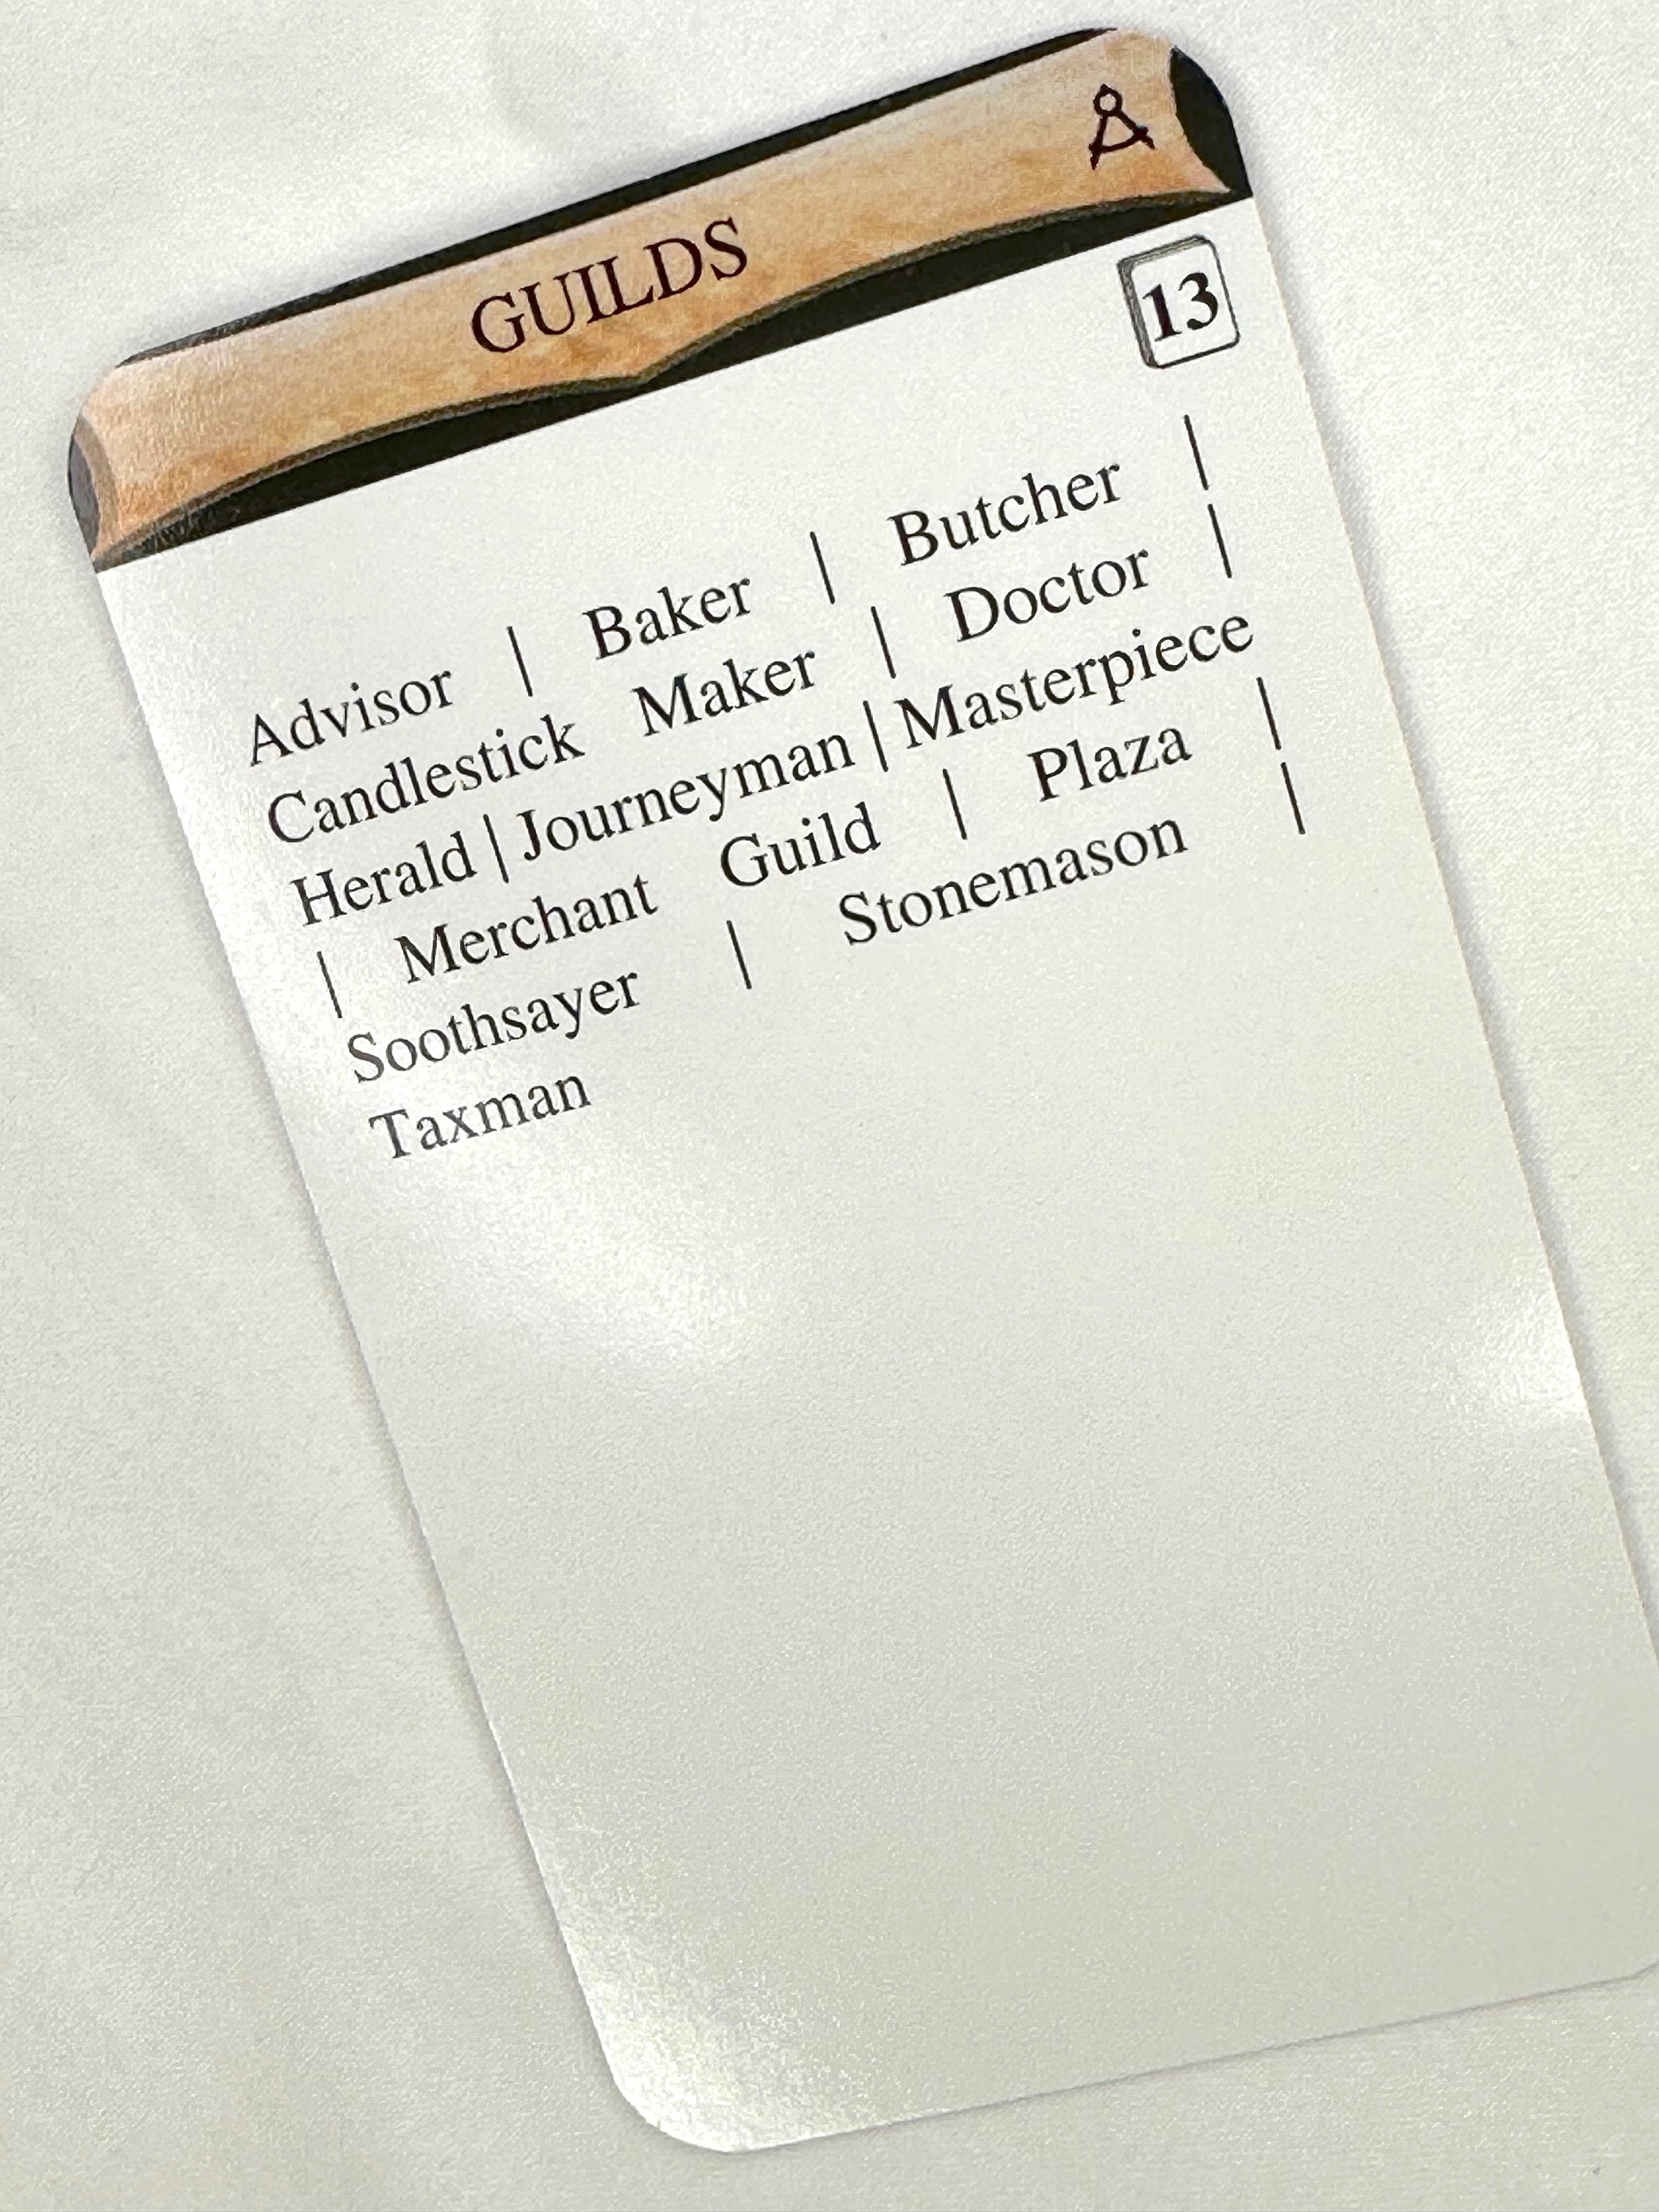 GUILDS
13
Advisor | Baker | Butcher |
Candlestick Maker | Doctor |
Herald | Journeyman | Masterpiece
| Merchant Guild | Plaza |
Soothsayer | Stonemason |
Taxman